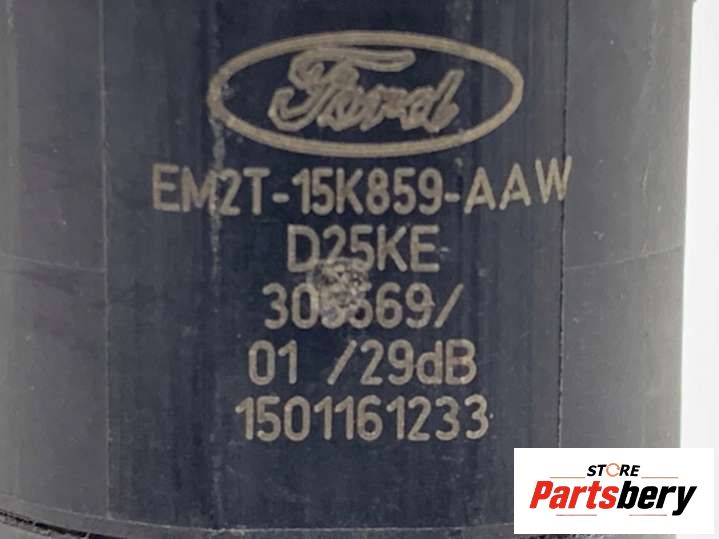 Ford
EM2T-15K859-AAW
D25KE
01 /29dB
1501161233
STORE
Partsbery